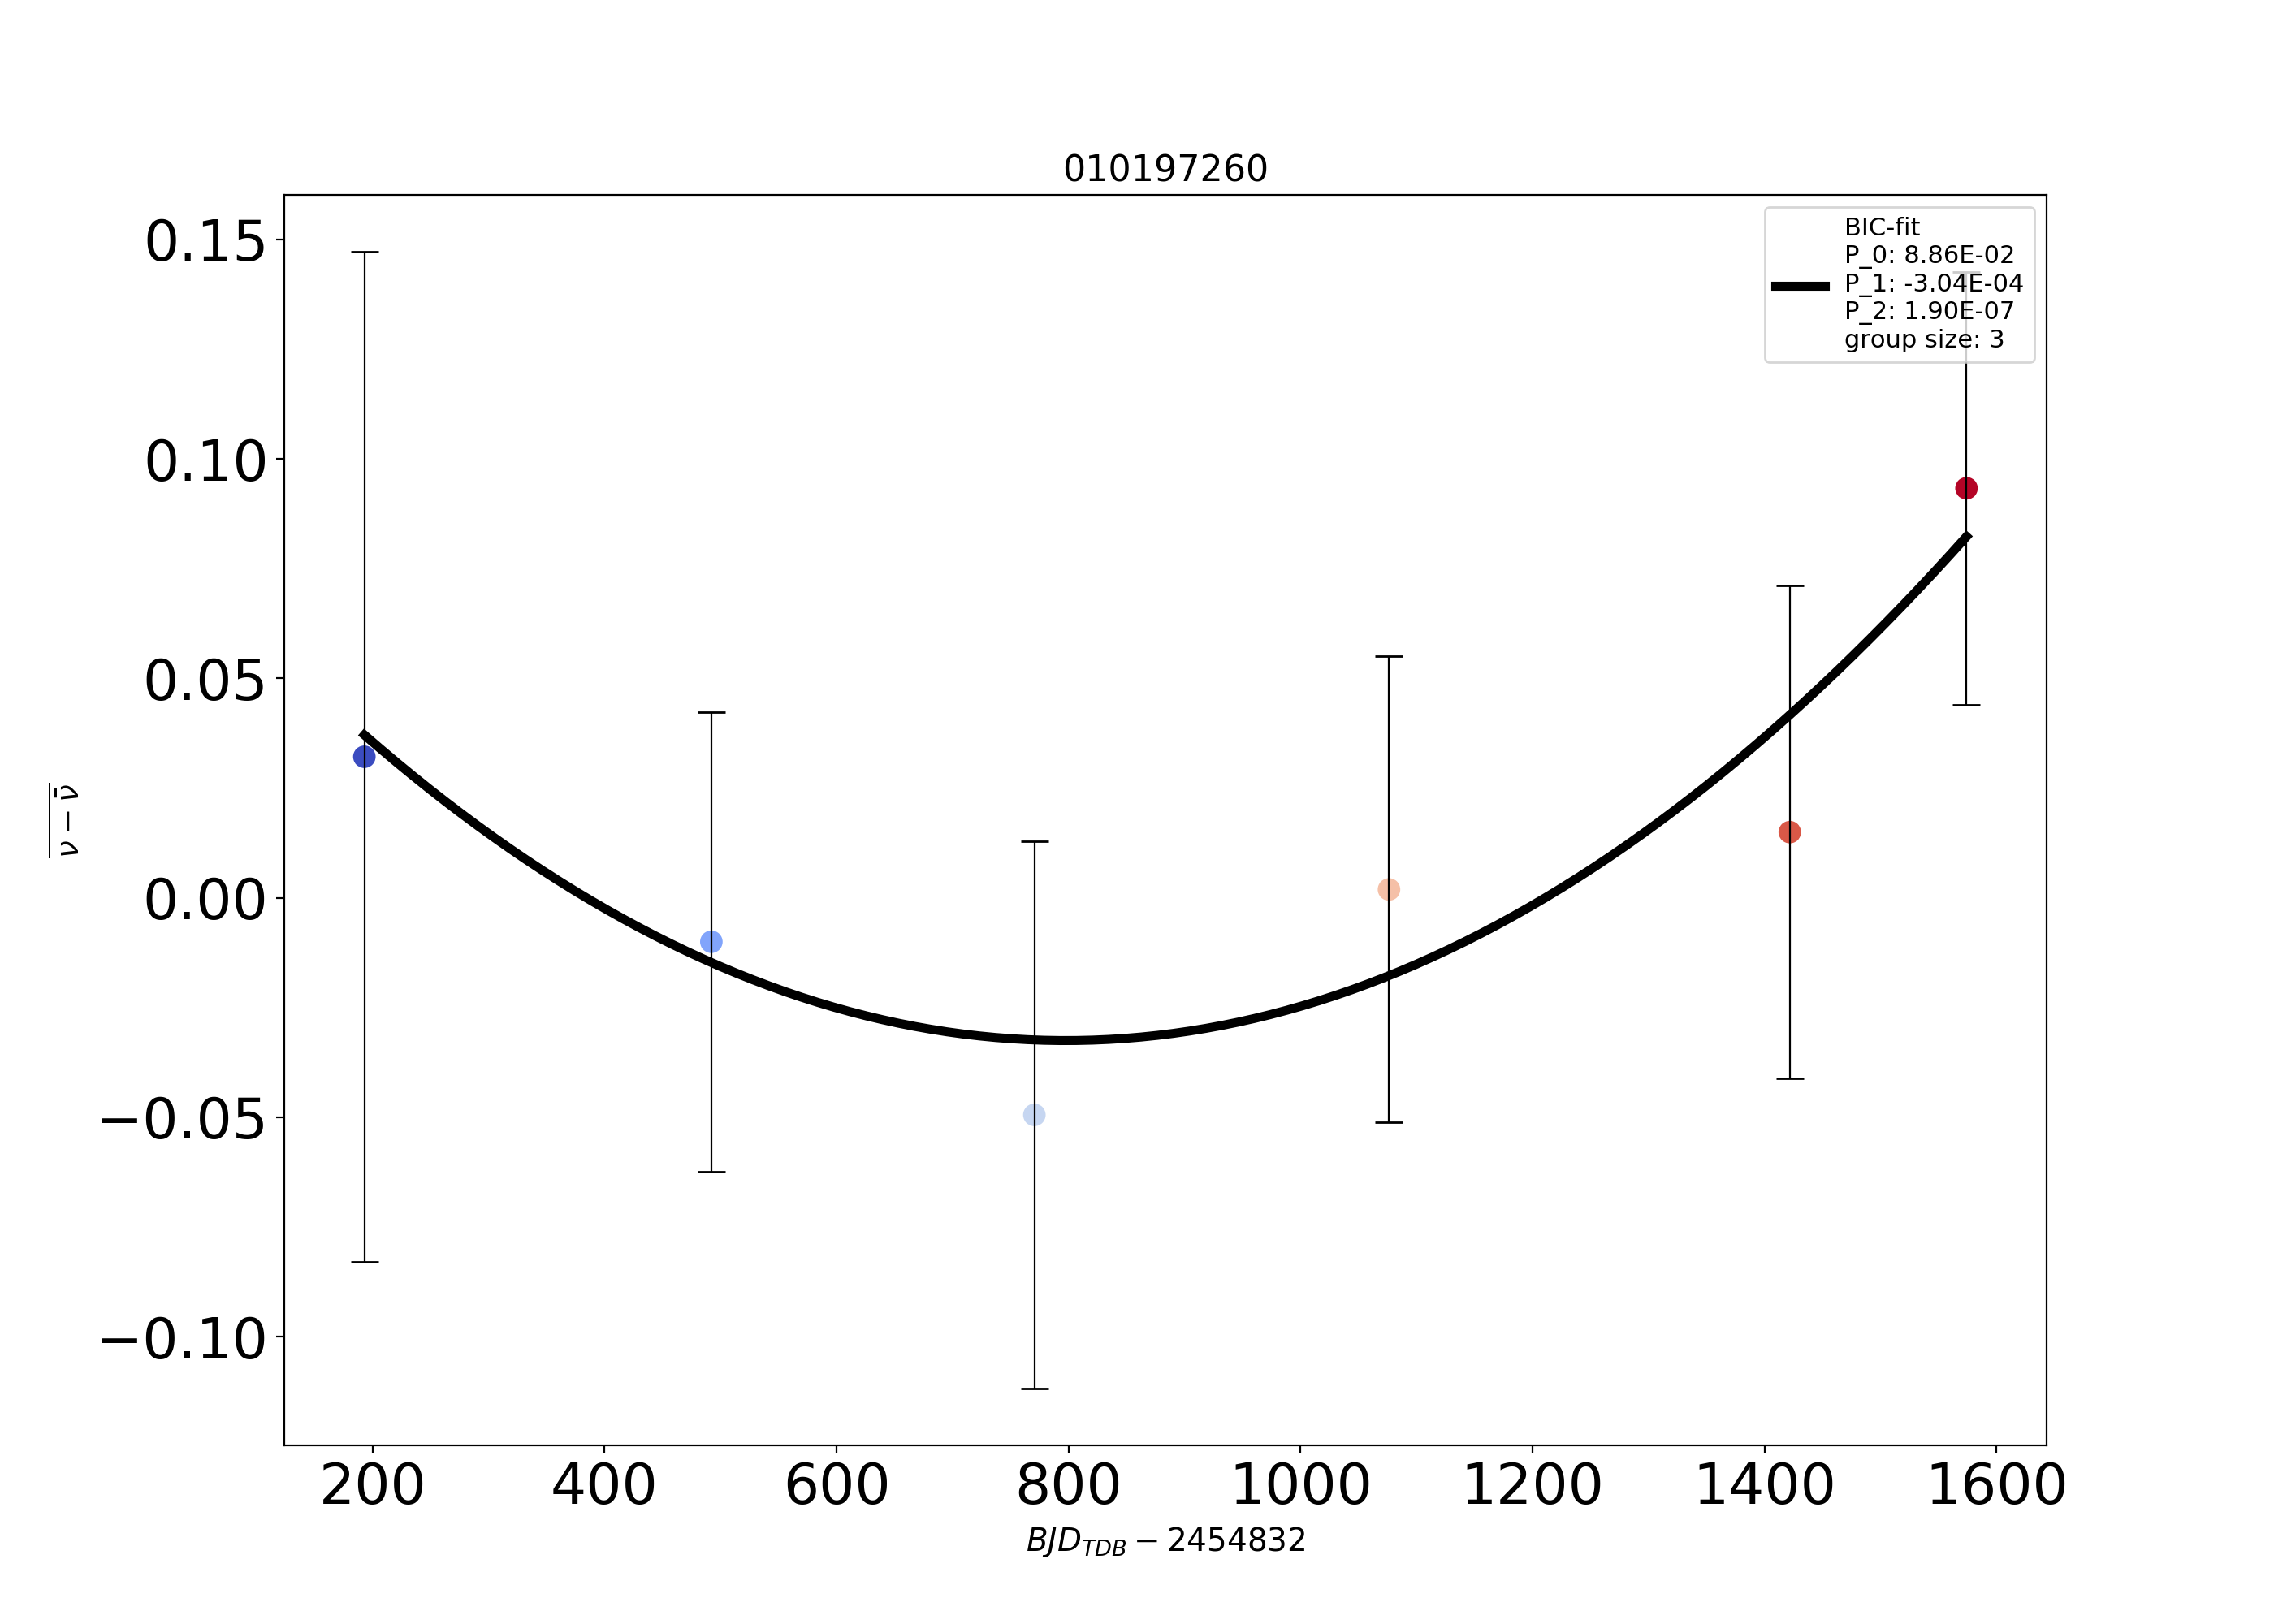 010197260
BIC-fit
P_0: 8.86E-02
P_1: -3.04E-04
P_2: 1.90E-07
group size: 3
0.15
0.10
0.05
0.00
−0.05
−0.10
ν − ν̄
200 400 600 800 1000 1200 1400 1600
BJD_TDB − 2454832